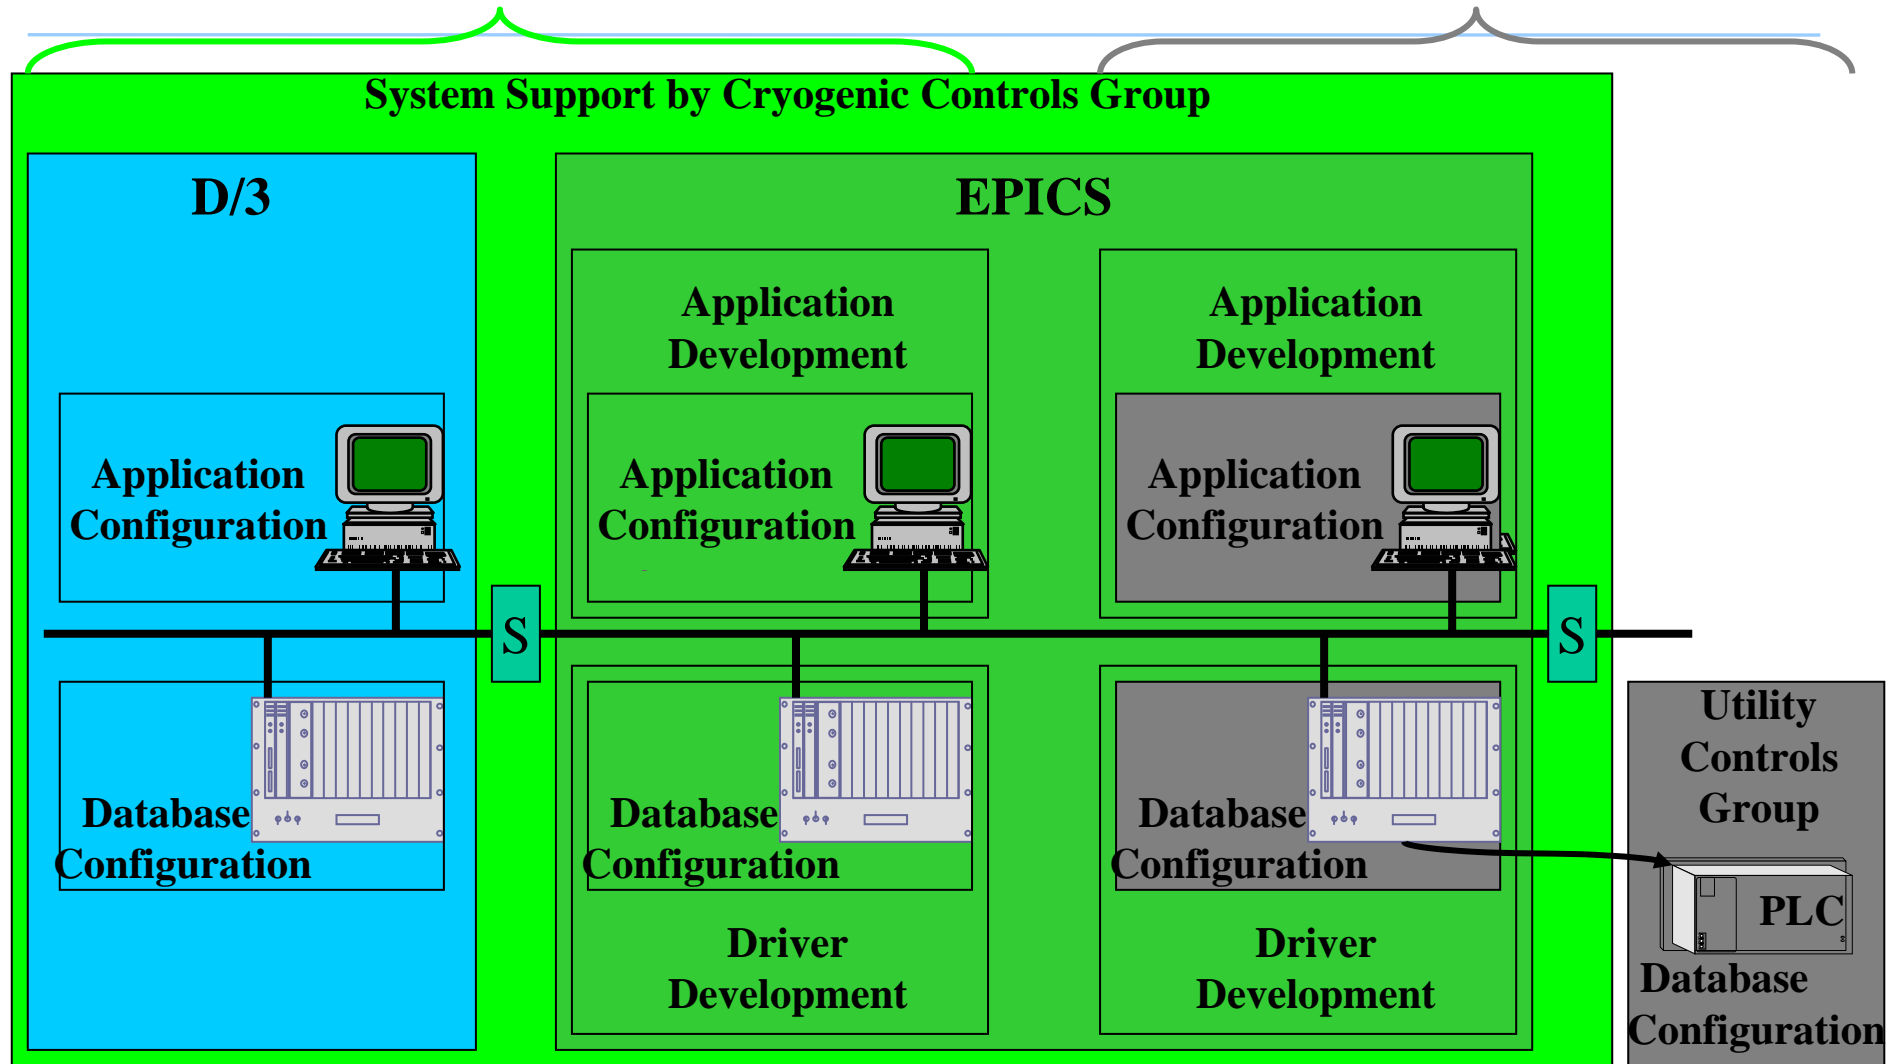 System Support by Cryogenic Controls Group
D/3
EPICS
Application
Development
Application
Development
Application
Configuration
Application
Configuration
Application
Configuration
S
S
Database
Configuration
Database
Configuration
Database
Configuration
Driver
Development
Driver
Development
Utility
Controls
Group
PLC
Database
Configuration